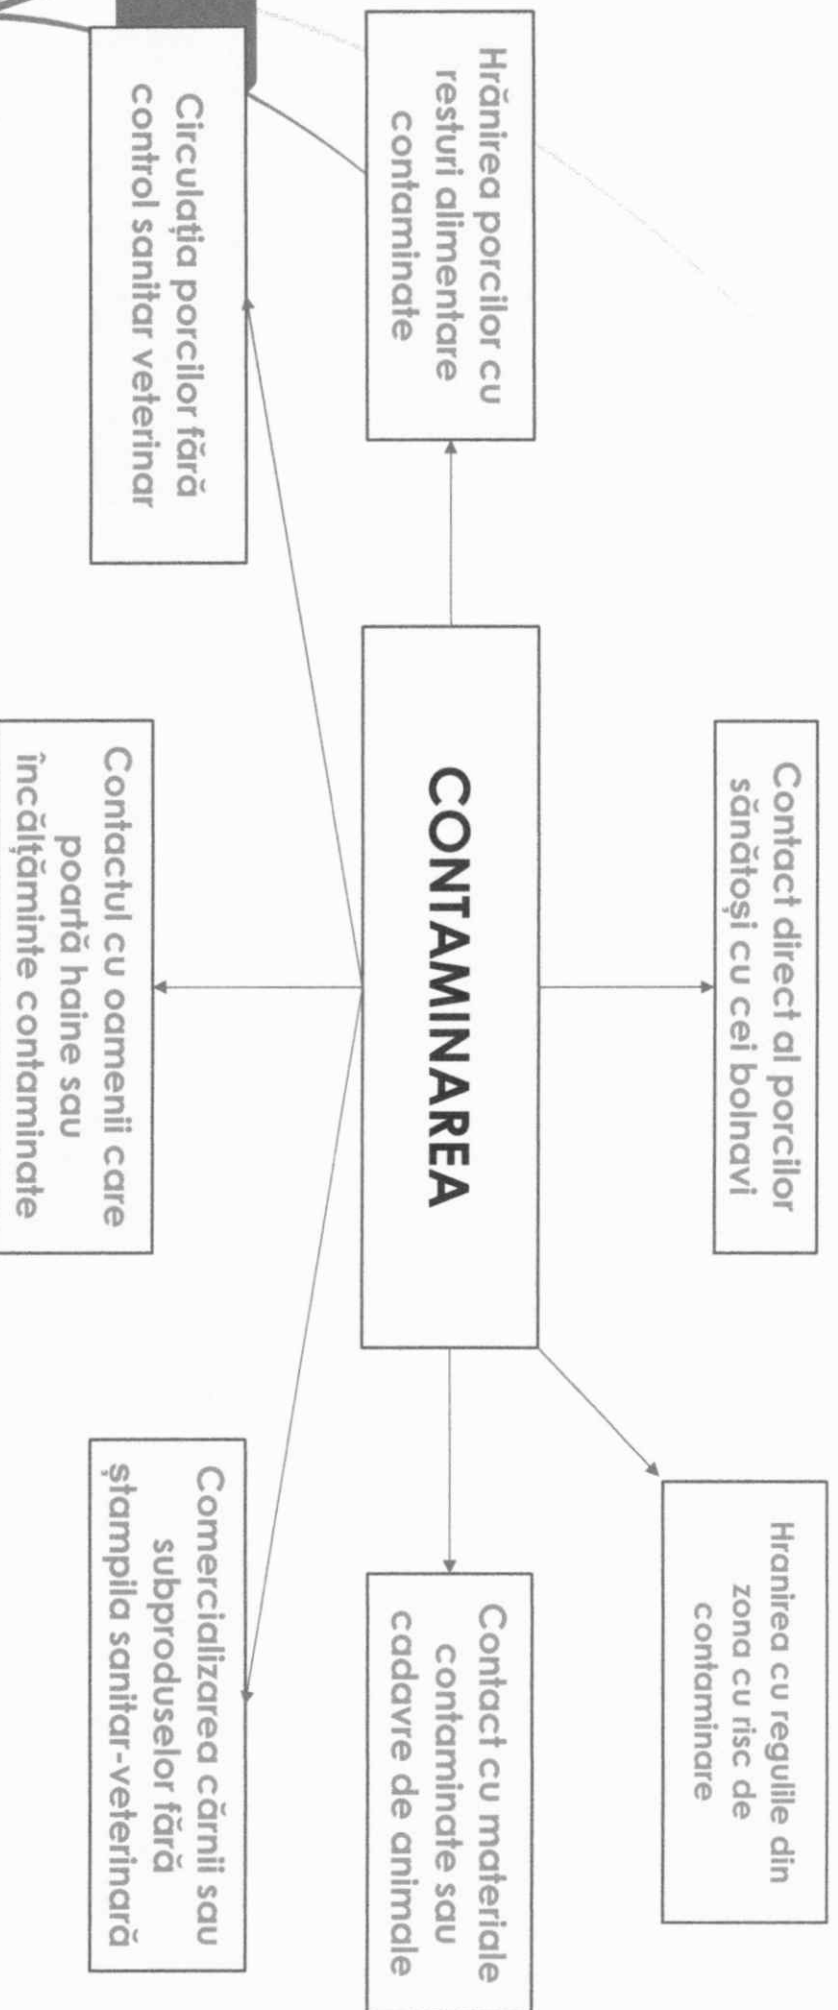 Contact direct al porcilor
sănătoși cu cei bolnavi
Hranirea cu regulile din
zona cu risc de
contaminare
Hrănirea porcilor cu
resturi alimentare
contaminate
CONTAMINAREA
Contact cu materiale
contaminate sau
cadavre de animale
Circulația porcilor fără
control sanitar veterinar
Contactul cu oamenii care
poartă haine sau
încălțăminte contaminate
Comercializarea cărnii sau
subproduselor fără
ștampila sanitar-veterinară